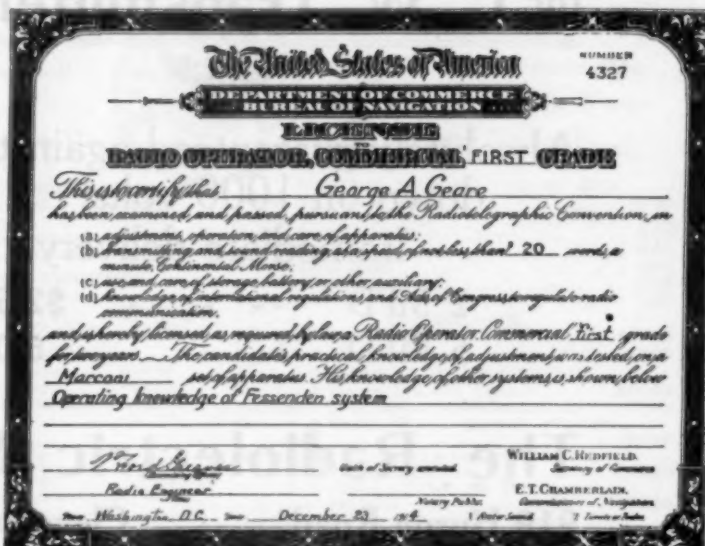 The United States of America
NUMBER
4327
DEPARTMENT OF COMMERCE
BUREAU OF NAVIGATION
LICENSE
TO
RADIO OPERATOR, COMMERCIAL FIRST GRADE
This is to certify that George A. Geare
has been examined, and passed, pursuant to the Radiotelegraphic Convention, in
(a) adjustment, operation, and care of apparatus;
(b) transmitting and sound reading at a speed of not less than 20 words a
minute, Continental Morse;
(c) use and care of storage battery or other auxiliary;
(d) knowledge of international regulations, and Acts of Congress to regulate radio
communication,
and is hereby licensed, as required by law, a Radio Operator, Commercial first grade
for two years. The candidate's practical knowledge of adjustment was tested on a
Marconi set of apparatus. His knowledge of other systems is shown below
Operating knowledge of Fessenden system
WILLIAM C. REDFIELD,
Oath of Secrecy executed Secretary of Commerce
Radio Engineer E.T. CHAMBERLAIN,
Notary Public. Commissioner of Navigation
Place Washington D.C. Date December 23 1914